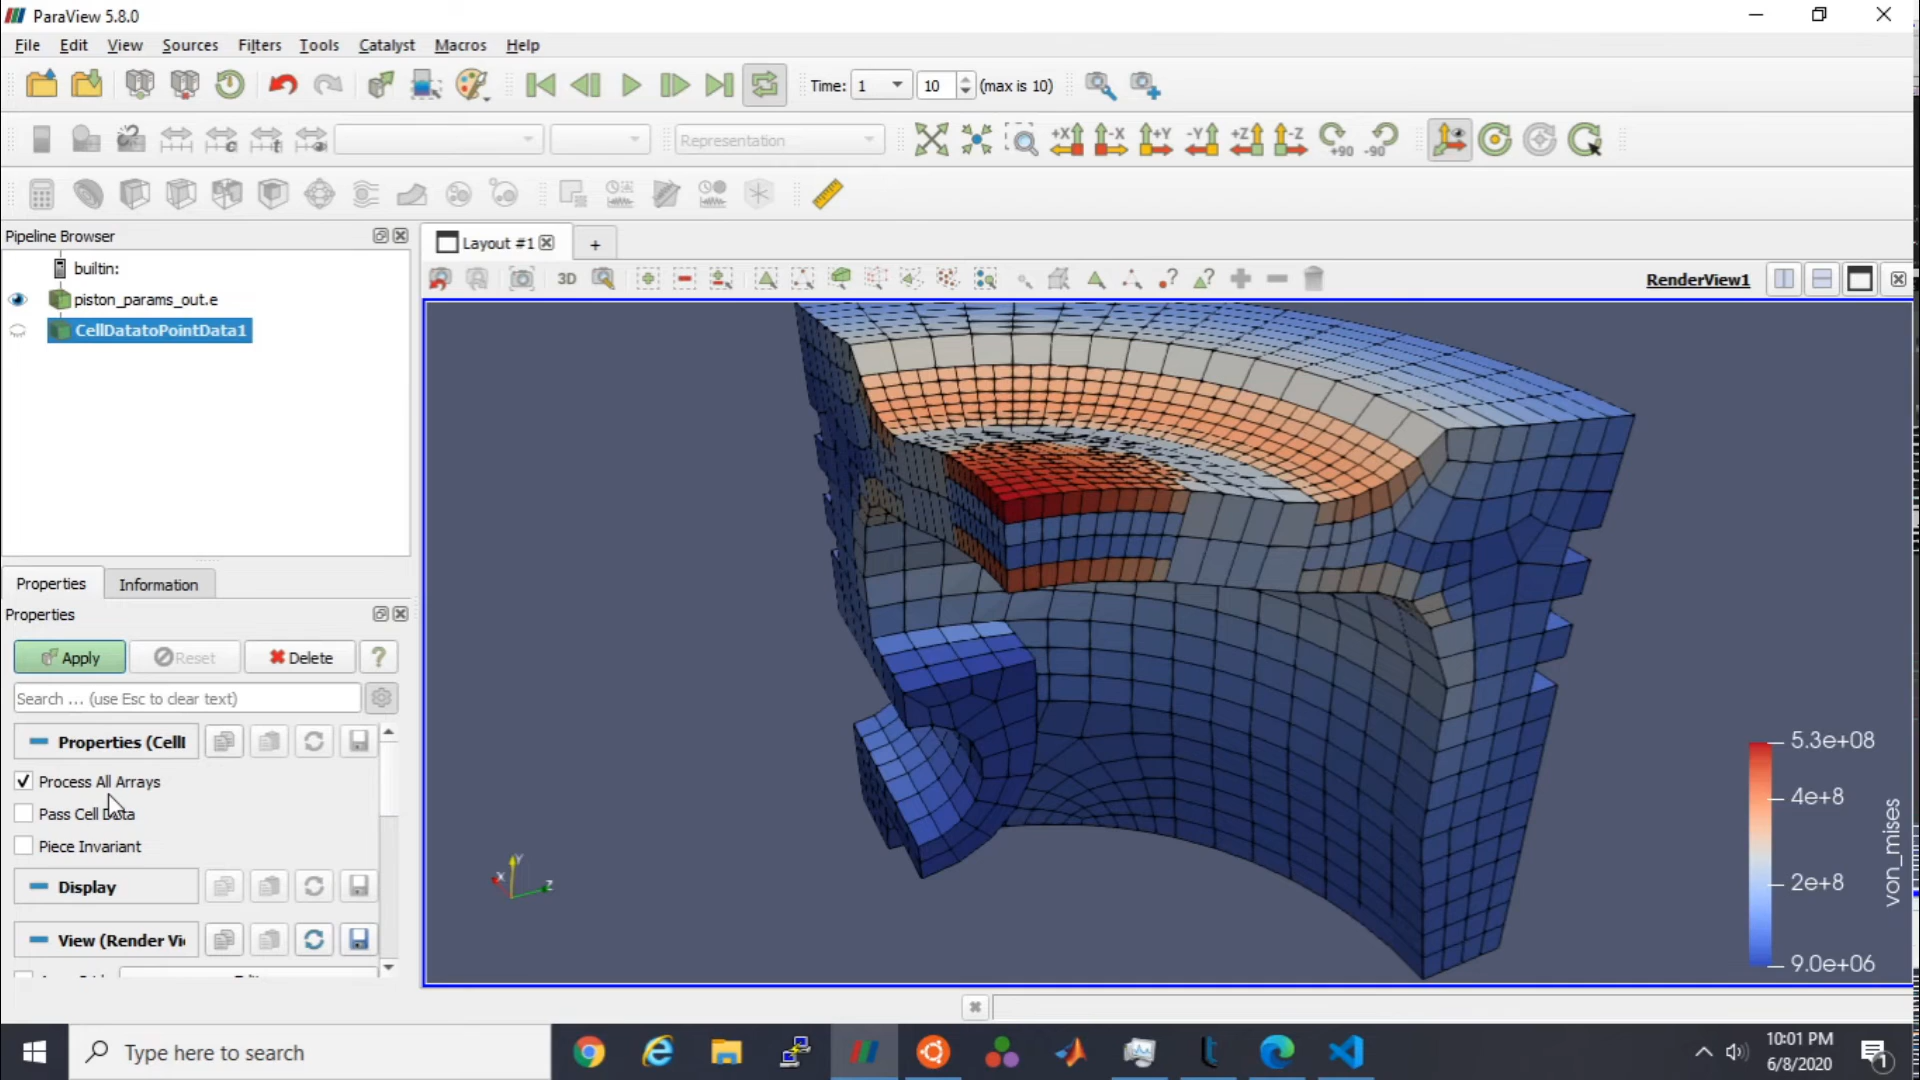 ParaView 5.8.0
File Edit View Sources Filters Tools Catalyst Macros Help
Time: 1 10 (max is 10)
Representation
+X -X +Y -Y +Z -Z +90 -90
Pipeline Browser
builtin:
piston_params_out.e
CellDatatoPointData1
Properties Information
Properties
Apply Reset Delete ?
Search ... (use Esc to clear text)
Properties (Cell
Process All Arrays
Pass Cell Data
Piece Invariant
Display
View (Render Vi
Layout #1 +
3D
RenderView1
X Y Z
5.3e+08
4e+8
2e+8
9.0e+06
von_mises
Type here to search
10:01 PM
6/8/2020
1